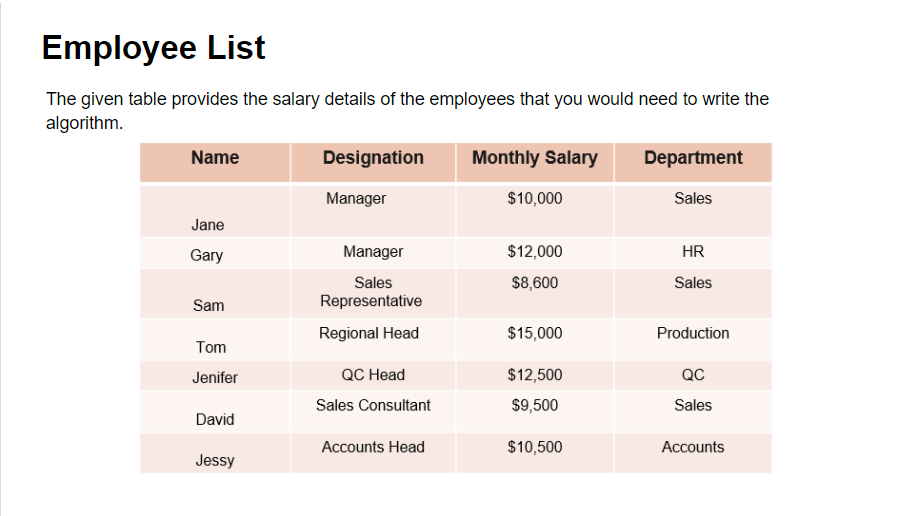 Employee List
The given table provides the salary details of the employees that you would need to write the
algorithm.
Name Designation Monthly Salary Department
Jane Manager $10,000 Sales
Gary Manager $12,000 HR
Sam Sales Representative $8,600 Sales
Tom Regional Head $15,000 Production
Jenifer QC Head $12,500 QC
David Sales Consultant $9,500 Sales
Jessy Accounts Head $10,500 Accounts